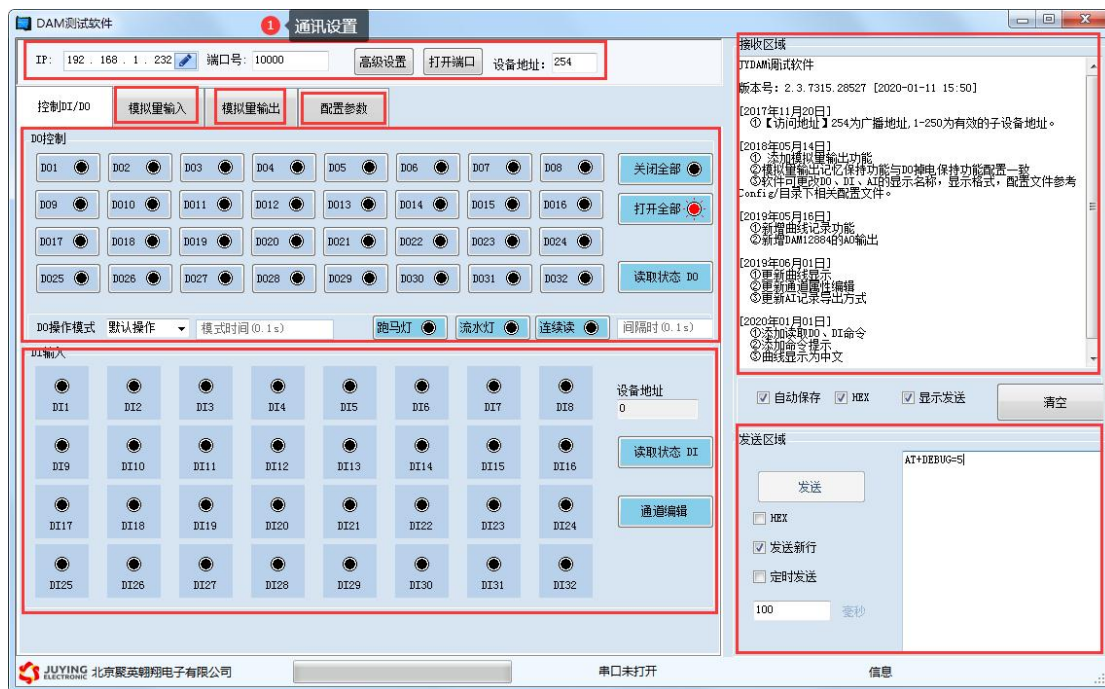 DAM测试软件
1 通讯设置
IP: 192 . 168 . 1 . 232 端口号: 10000 高级设置 打开端口 设备地址: 254
控制DI/DO 模拟量输入 模拟量输出 配置参数
DO控制
DO1 DO2 DO3 DO4 DO5 DO6 DO7 DO8 关闭全部
DO9 DO10 DO11 DO12 DO13 DO14 DO15 DO16 打开全部
DO17 DO18 DO19 DO20 DO21 DO22 DO23 DO24
DO25 DO26 DO27 DO28 DO29 DO30 DO31 DO32 读取状态 DO
DO操作模式 默认操作 模式时间(0.1s) 跑马灯 流水灯 连续读 间隔时(0.1s)
DI输入
设备地址
DI1 DI2 DI3 DI4 DI5 DI6 DI7 DI8 0
DI9 DI10 DI11 DI12 DI13 DI14 DI15 DI16 读取状态 DI
DI17 DI18 DI19 DI20 DI21 DI22 DI23 DI24 通道编辑
DI25 DI26 DI27 DI28 DI29 DI30 DI31 DI32
接收区域
JYDAM调试软件
版本号: 2.3.7315.28527 [2020-01-11 15:50]
[2017年11月20日]
①【访问地址】254为广播地址,1-250为有效的子设备地址。
[2018年05月14日]
① 添加模拟量输出功能
②模拟量输出记忆保持功能与DO掉电保持功能配置一致
③软件可更改DO、DI、AI的显示名称，显示格式，配置文件参考
Config/目录下相关配置文件。
[2019年05月16日]
①新增曲线记录功能
②新增DAM12884的AO输出
[2019年06月01日]
①更新曲线显示
②更新通道属性编辑
③更新AI记录导出方式
[2020年01月01日]
①添加读取DO、DI命令
②添加命令提示
③曲线显示为中文
自动保存 HEX 显示发送 清空
发送区域
AT+DEBUG=5
发送
HEX
发送新行
定时发送
100 毫秒
JUYING ELECTRONIC 北京聚英翱翔电子有限公司 串口未打开 信息